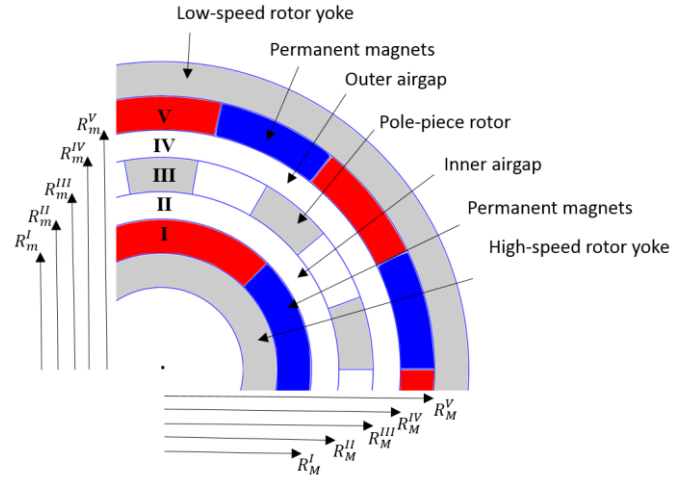 Low-speed rotor yoke
Permanent magnets
Outer airgap
Pole-piece rotor
Inner airgap
Permanent magnets
High-speed rotor yoke
V
IV
III
II
I
R_m^V
R_m^IV
R_m^III
R_m^II
R_m^I
R_M^V
R_M^IV
R_M^III
R_M^II
R_M^I